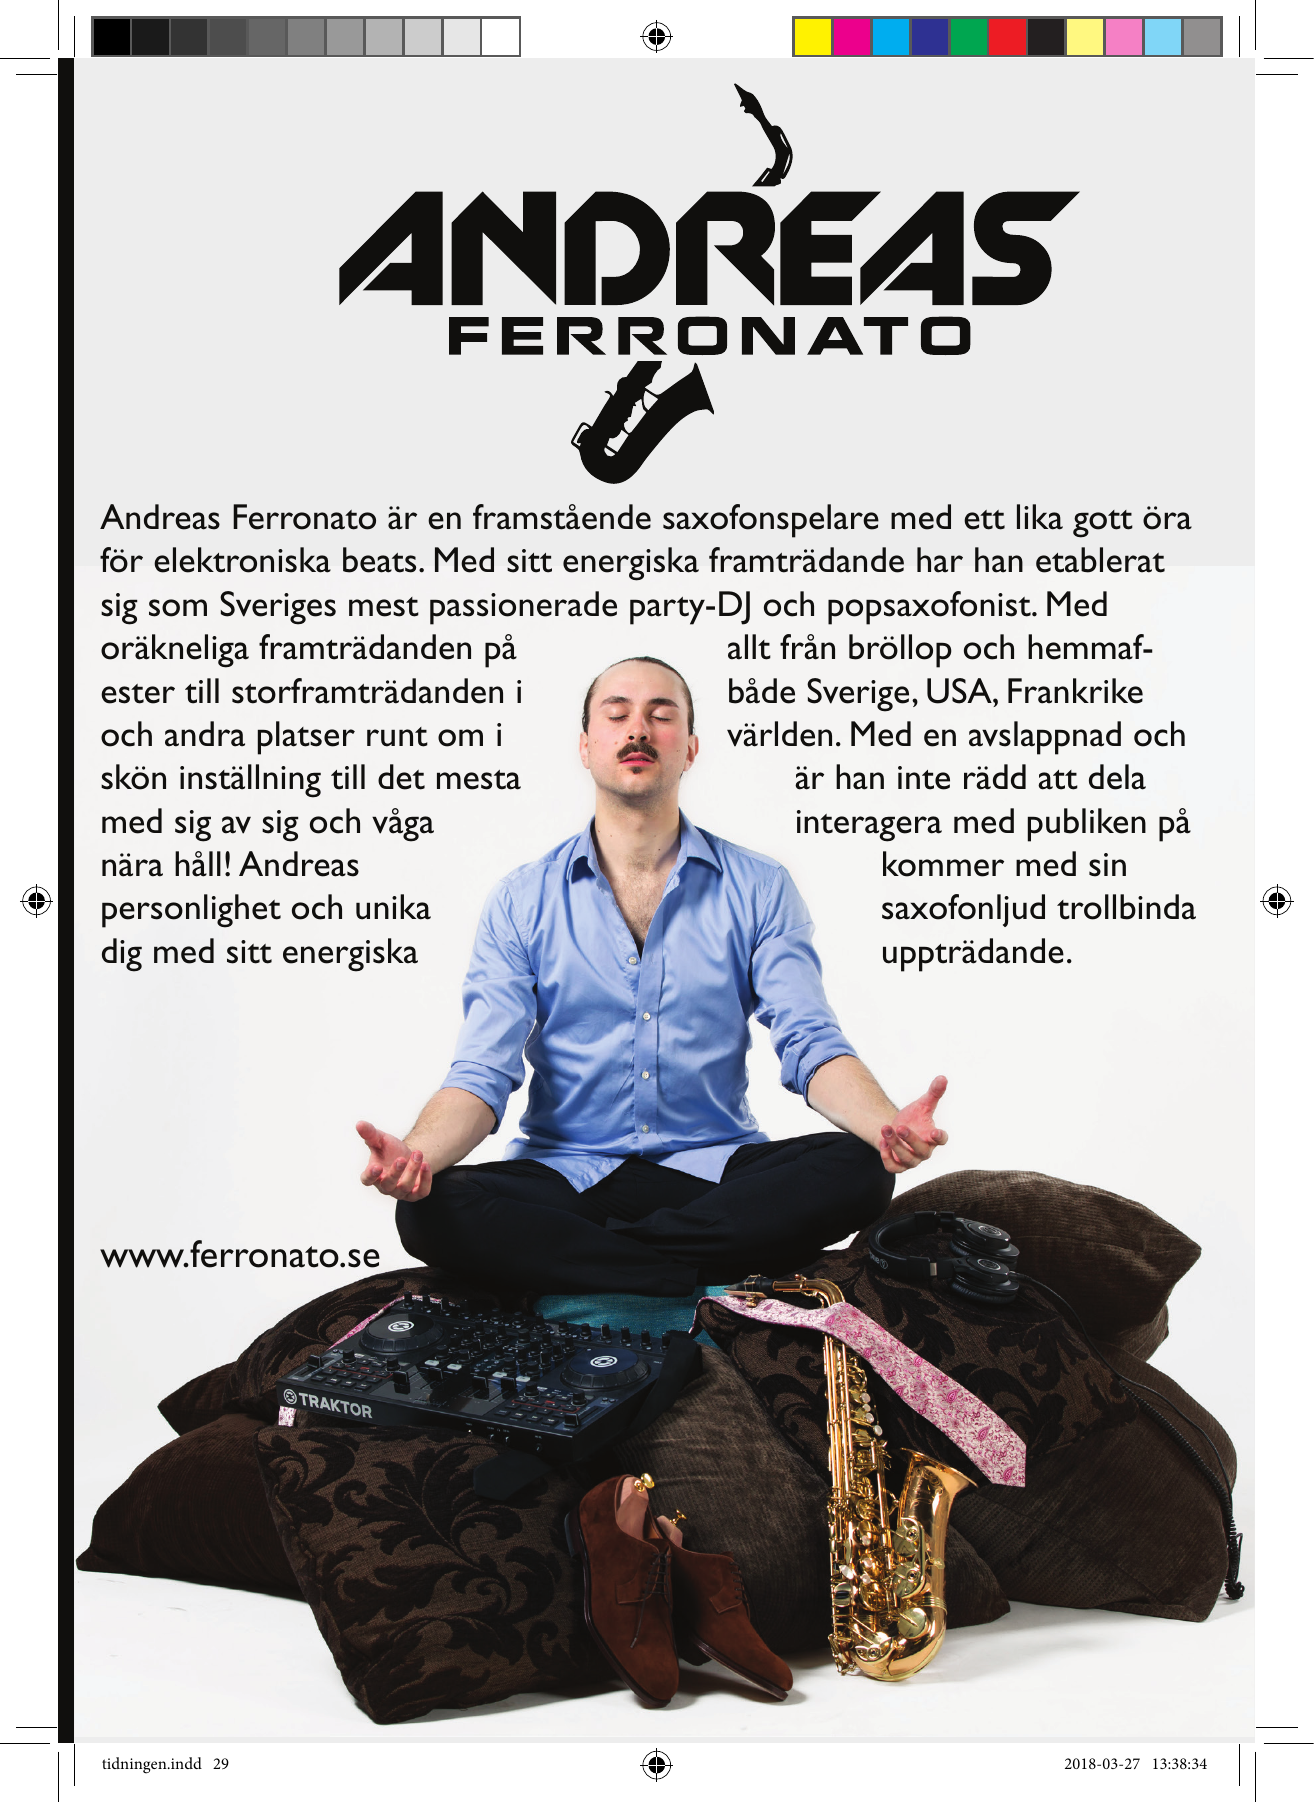 ANDREAS
FERRONATO
Andreas Ferronato är en framstående saxofonspelare med ett lika gott öra
för elektroniska beats. Med sitt energiska framträdande har han etablerat
sig som Sveriges mest passionerade party-DJ och popsaxofonist. Med
oräkneliga framträdanden på allt från bröllop och hemmaf-
ester till storframträdanden i både Sverige, USA, Frankrike
och andra platser runt om i världen. Med en avslappnad och
skön inställning till det mesta är han inte rädd att dela
med sig av sig och våga interagera med publiken på
nära håll! Andreas kommer med sin
personlighet och unika saxofonljud trollbinda
dig med sitt energiska uppträdande.
www.ferronato.se
TRAKTOR
tidningen.indd 29 2018-03-27 13:38:34